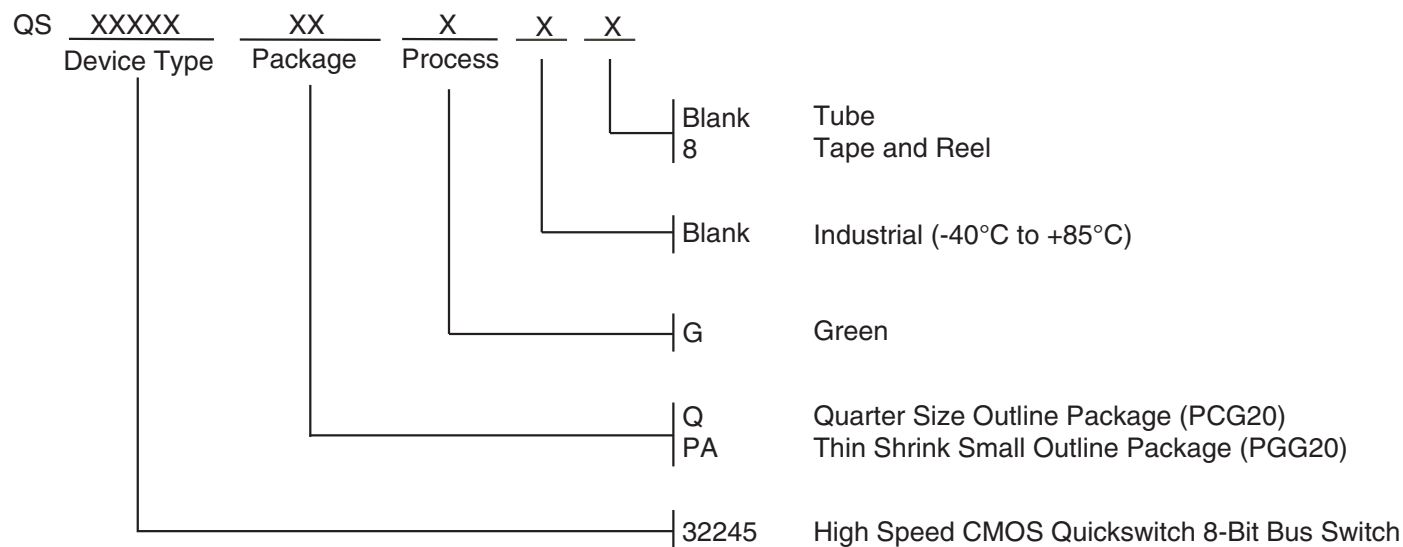 QS XXXXX XX X X X
Device Type Package Process
Blank Tube
8 Tape and Reel
Blank Industrial (-40°C to +85°C)
G Green
Q Quarter Size Outline Package (PCG20)
PA Thin Shrink Small Outline Package (PGG20)
32245 High Speed CMOS Quickswitch 8-Bit Bus Switch